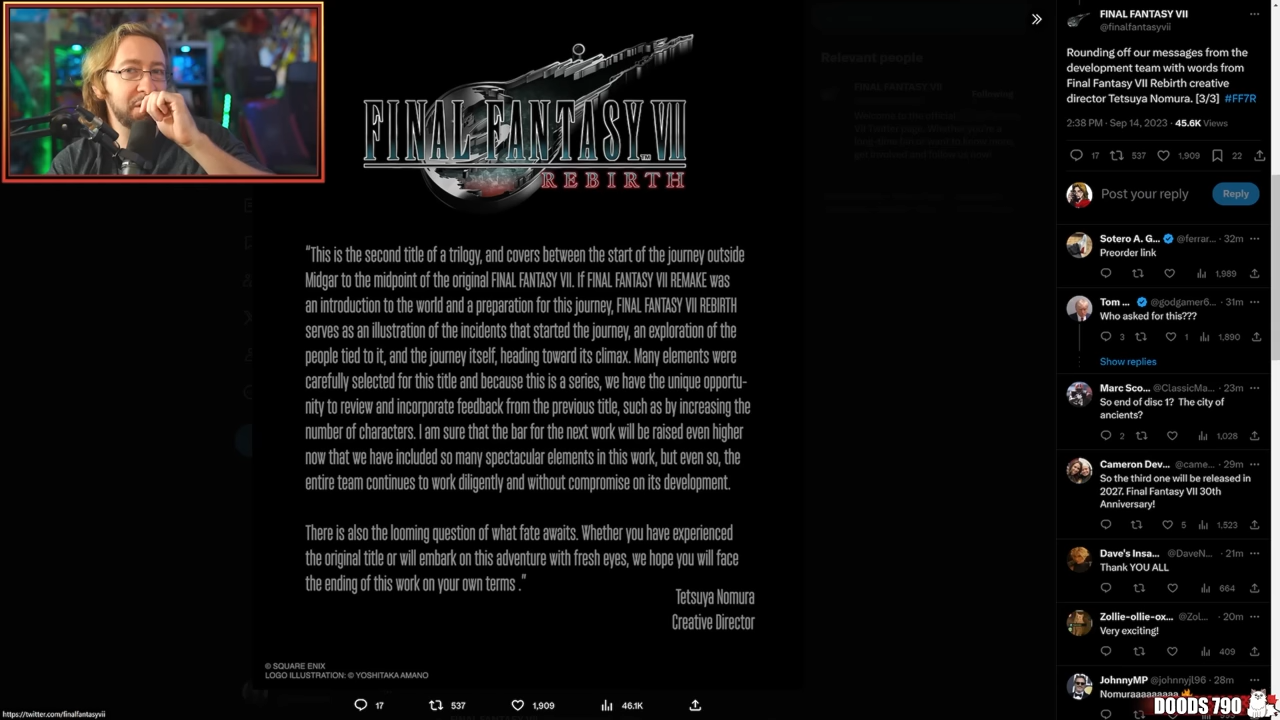 FINAL FANTASY VII
REBIRTH
"This is the second title of a trilogy, and covers between the start of the journey outside
Midgar to the midpoint of the original FINAL FANTASY VII. If FINAL FANTASY VII REMAKE was
an introduction to the world and a preparation for this journey, FINAL FANTASY VII REBIRTH
serves as an illustration of the incidents that started the journey, an exploration of the
people tied to it, and the journey itself, heading toward its climax. Many elements were
carefully selected for this title and because this is a series, we have the unique opportu-
nity to review and incorporate feedback from the previous title, such as by increasing the
number of characters. I am sure that the bar for the next work will be raised even higher
now that we have included so many spectacular elements in this work, but even so, the
entire team continues to work diligently and without compromise on its development.
There is also the looming question of what fate awaits. Whether you have experienced
the original title or will embark on this adventure with fresh eyes, we hope you will face
the ending of this work on your own terms ."
Tetsuya Nomura
Creative Director
© SQUARE ENIX
LOGO ILLUSTRATION: © YOSHITAKA AMANO
17 537 1,909 46.1K
https://twitter.com/finalfantasyvii
Relevant people
FINAL FANTASY VII
Following
FINAL FANTASY VII
@finalfantasyvii
Rounding off our messages from the
development team with words from
Final Fantasy VII Rebirth creative
director Tetsuya Nomura. [3/3] #FF7R
2:38 PM · Sep 14, 2023 · 45.6K Views
17 537 1,909 22
Post your reply
Reply
Sotero A. G... @ferrar... · 32m
Preorder link
1,989
Tom ... @godgamer6... · 31m
Who asked for this???
3 1 1,890
Show replies
Marc Sco... @ClassicMa... · 23m
So end of disc 1? The city of
ancients?
2 1,028
Cameron Dev... @came... · 29m
So the third one will be released in
2027. Final Fantasy VII 30th
Anniversary!
5 1,523
Dave's Insa... @DaveN... · 21m
Thank YOU ALL
664
Zollie-ollie-ox... @Zol... · 20m
Very exciting!
409
JohnnyMP @johnnyjl96 · 28m
Nomuraaaaaaaaa
DOODS 790